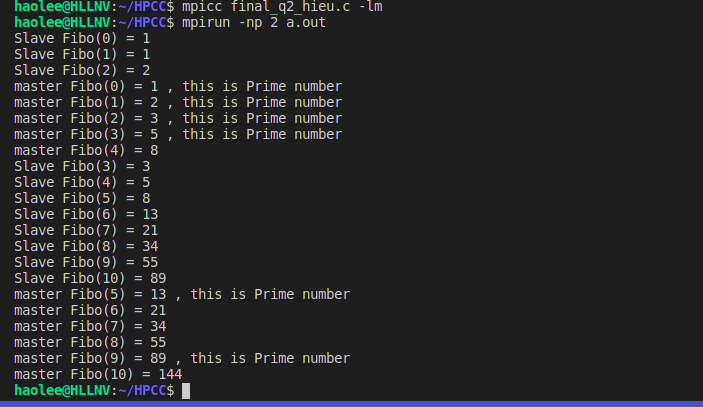 haolee@HLLNV:~/HPCC$ mpicc final_q2_hieu.c -lm
haolee@HLLNV:~/HPCC$ mpirun -np 2 a.out
Slave Fibo(0) = 1
Slave Fibo(1) = 1
Slave Fibo(2) = 2
master Fibo(0) = 1 , this is Prime number
master Fibo(1) = 2 , this is Prime number
master Fibo(2) = 3 , this is Prime number
master Fibo(3) = 5 , this is Prime number
master Fibo(4) = 8
Slave Fibo(3) = 3
Slave Fibo(4) = 5
Slave Fibo(5) = 8
Slave Fibo(6) = 13
Slave Fibo(7) = 21
Slave Fibo(8) = 34
Slave Fibo(9) = 55
Slave Fibo(10) = 89
master Fibo(5) = 13 , this is Prime number
master Fibo(6) = 21
master Fibo(7) = 34
master Fibo(8) = 55
master Fibo(9) = 89 , this is Prime number
master Fibo(10) = 144
haolee@HLLNV:~/HPCC$